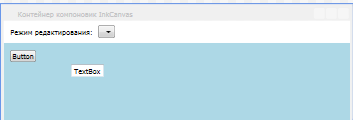 Контейнер компоновки InkCanvas
Режим редактирования:
Button
TextBox